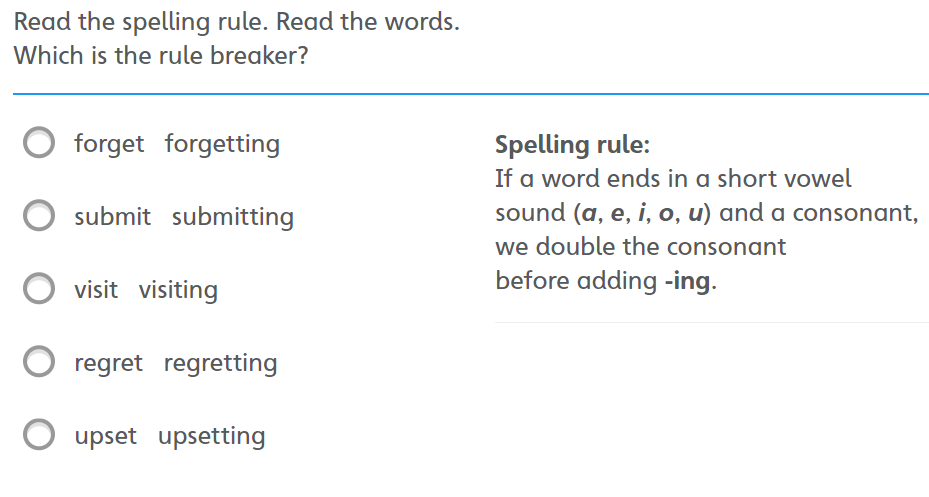 Read the spelling rule. Read the words.
Which is the rule breaker?
forget forgetting
submit submitting
visit visiting
regret regretting
upset upsetting
Spelling rule:
If a word ends in a short vowel
sound (a, e, i, o, u) and a consonant,
we double the consonant
before adding -ing.